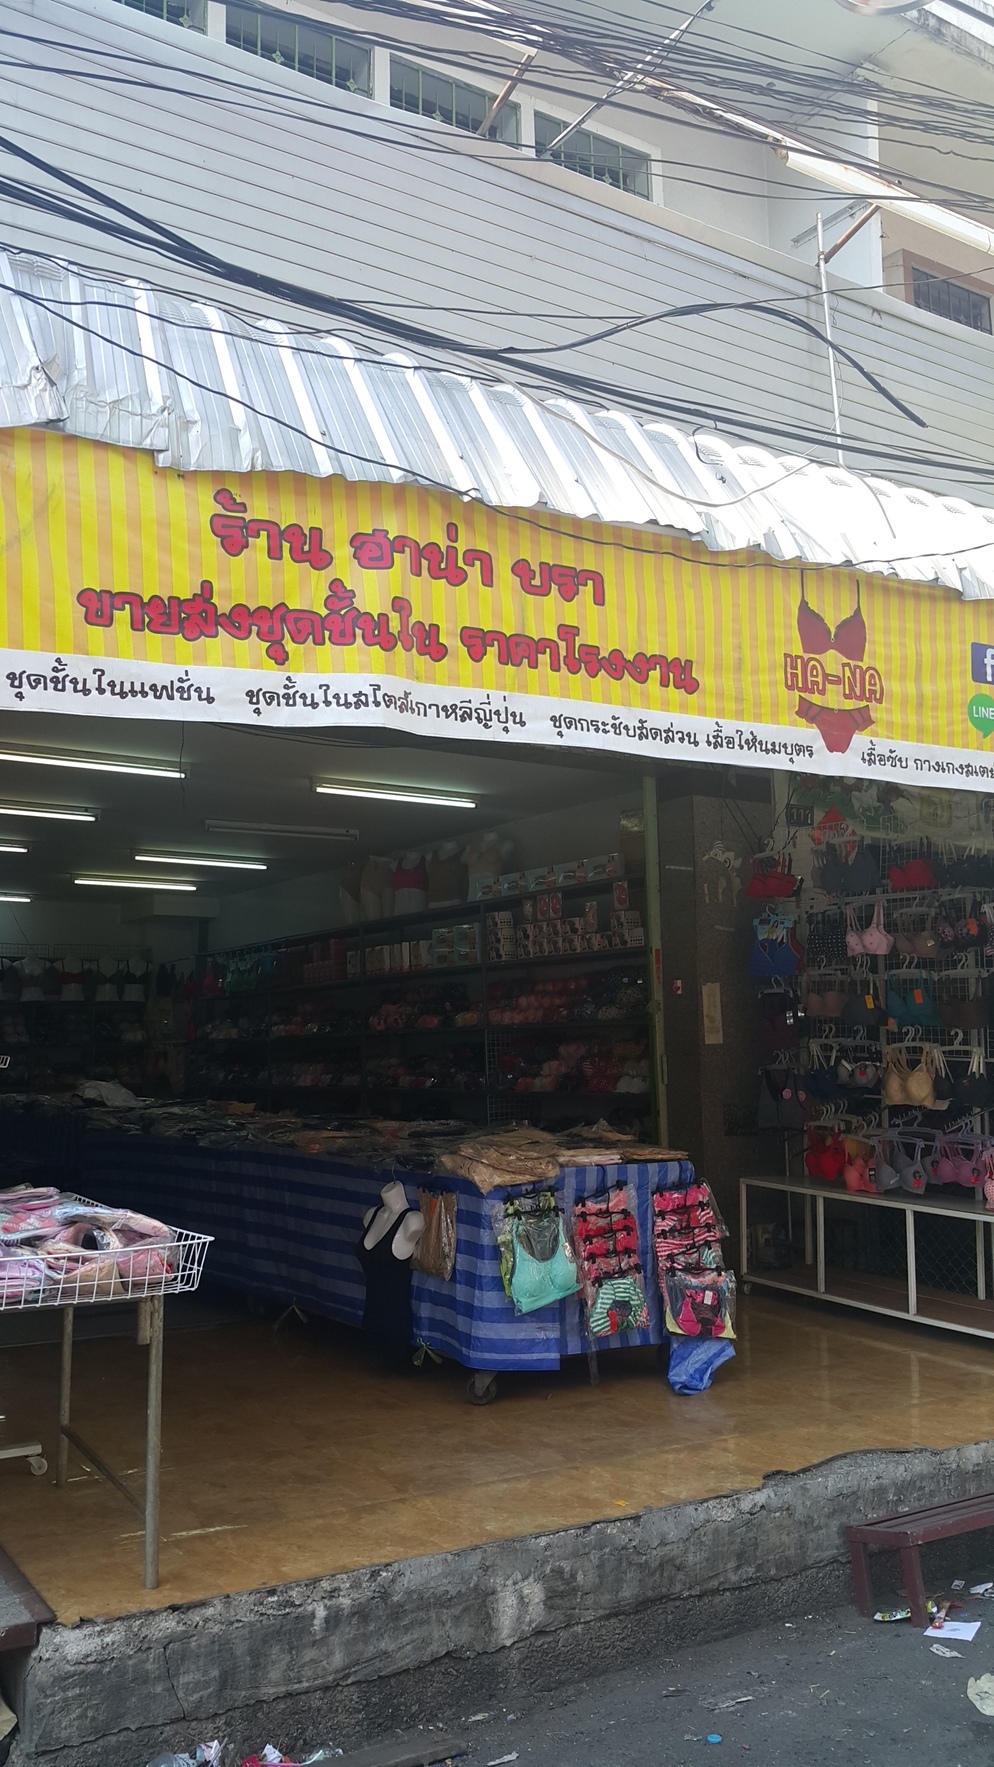 ร้าน ฮาน่า บรา
ขายส่งชุดชั้นใน ราคาโรงงาน
HA-NA
LINE
ชุดชั้นในแฟชั่น ชุดชั้นในสไตล์เกาหลีญี่ปุ่น ชุดกระชับสัดส่วน เสื้อให้นมบุตร เสื้อซับ กางเกงสเตย์